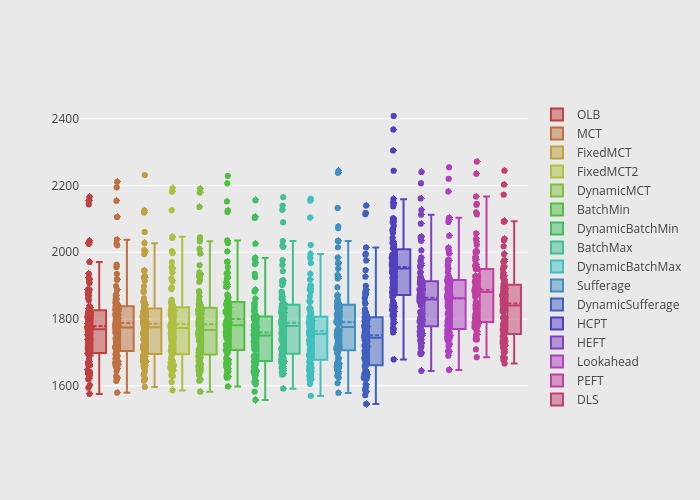 2400
2200
2000
1800
1600
OLB
MCT
FixedMCT
FixedMCT2
DynamicMCT
BatchMin
DynamicBatchMin
BatchMax
DynamicBatchMax
Sufferage
DynamicSufferage
HCPT
HEFT
Lookahead
PEFT
DLS